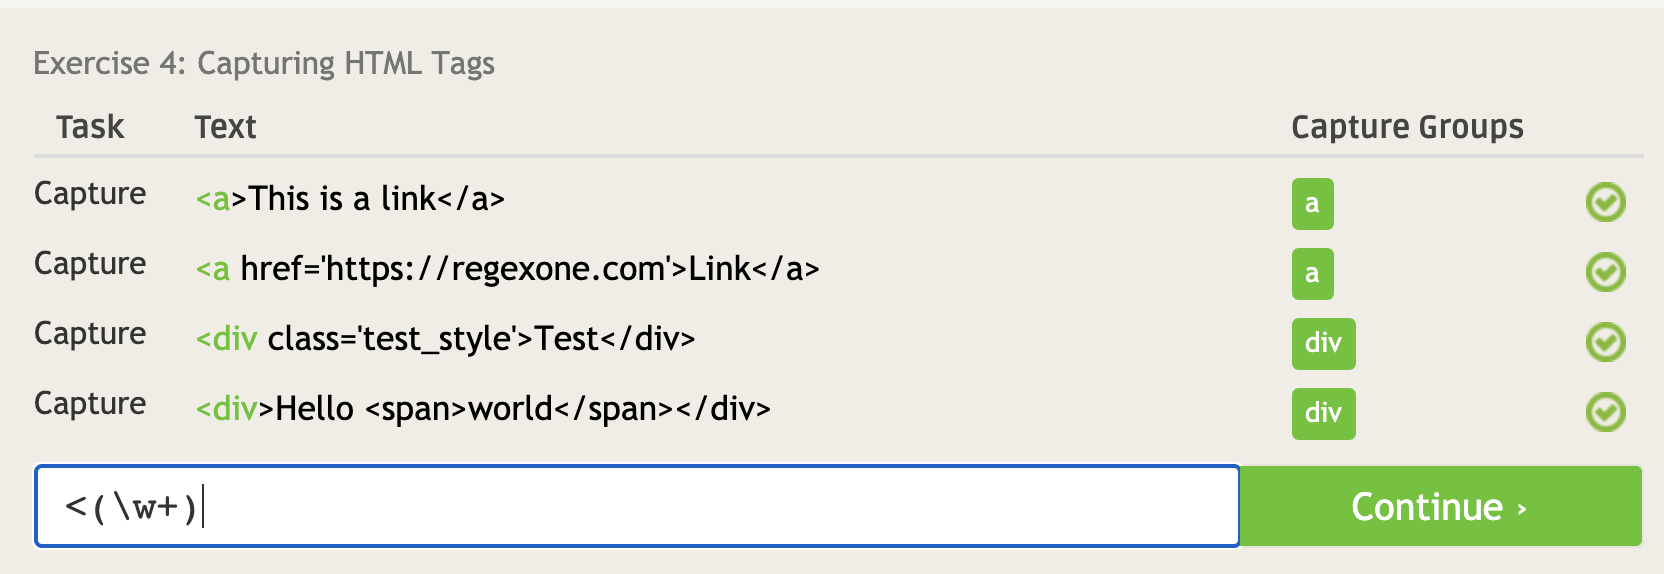 Exercise 4: Capturing HTML Tags
Task Text Capture Groups
Capture <a>This is a link</a> a
Capture <a href='https://regexone.com'>Link</a> a
Capture <div class='test_style'>Test</div> div
Capture <div>Hello <span>world</span></div> div
<(\w+) Continue ›